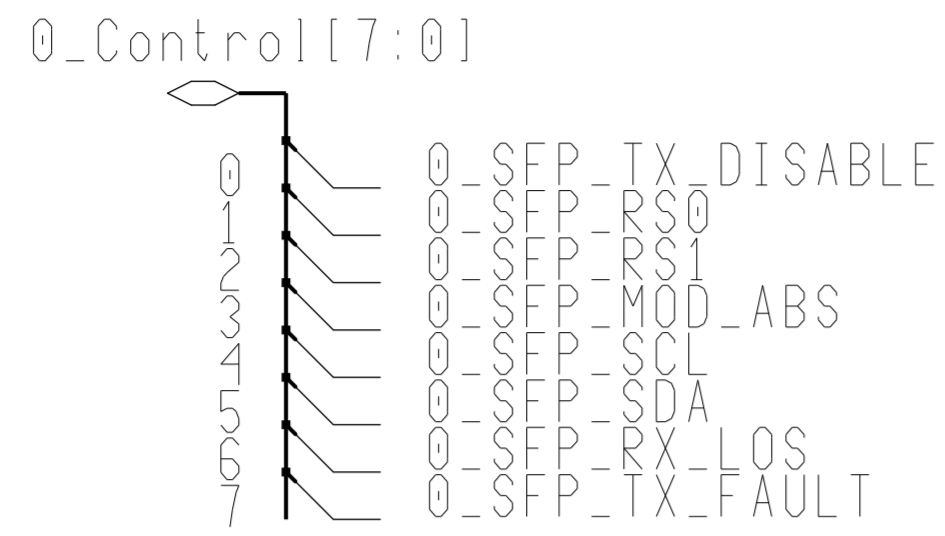 0_Control[7:0]
0 0_SFP_TX_DISABLE
1 0_SFP_RS0
2 0_SFP_RS1
3 0_SFP_MOD_ABS
4 0_SFP_SCL
5 0_SFP_SDA
6 0_SFP_RX_LOS
7 0_SFP_TX_FAULT